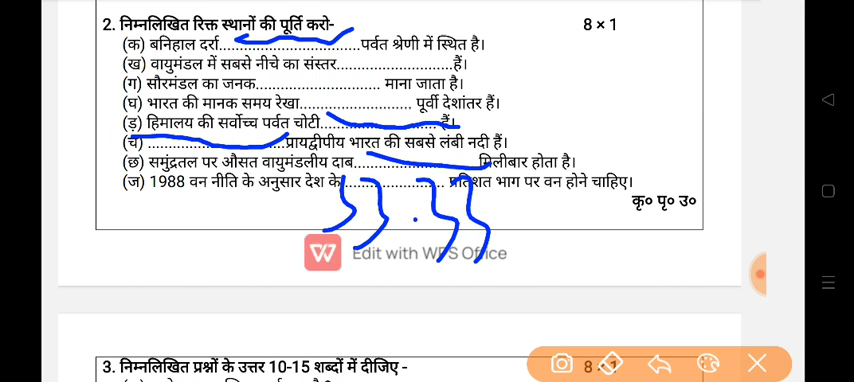 2. निम्नलिखित रिक्त स्थानों की पूर्ति करो- 8 × 1
(क) बनिहाल दर्रा.................................पर्वत श्रेणी में स्थित है।
(ख) वायुमंडल में सबसे नीचे का संस्तर...........................हैं।
(ग) सौरमंडल का जनक............................. माना जाता है।
(घ) भारत की मानक समय रेखा.......................... पूर्वी देशांतर हैं।
(ड़) हिमालय की सर्वोच्च पर्वत चोटी........................... हैं।
(च) .................................प्रायद्वीपीय भारत की सबसे लंबी नदी हैं।
(छ) समुंद्रतल पर औसत वायुमंडलीय दाब............................मिलीबार होता है।
(ज) 1988 वन नीति के अनुसार देश के........................ प्रतिशत भाग पर वन होने चाहिए।
33.33
कृ० पृ० उ०
Edit with WPS Office
3. निम्नलिखित प्रश्नों के उत्तर 10-15 शब्दों में दीजिए - 8 × 1